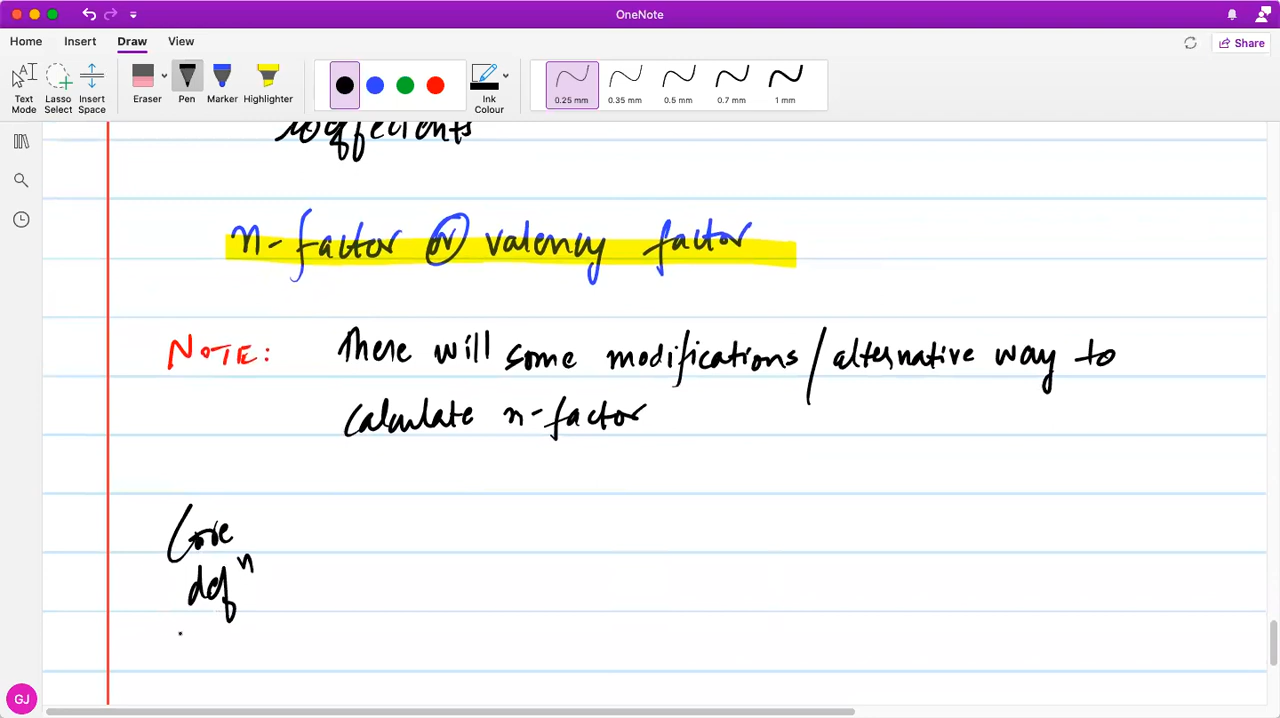 OneNote
Home Insert Draw View
Share
Text Mode
Lasso Select
Insert Space
Eraser
Pen
Marker
Highlighter
Ink Colour
0.25 mm
0.35 mm
0.5 mm
0.7 mm
1 mm
coefficients
n-factor or valency factor
NOTE: There will some modifications/alternative way to
calculate n-factor
Core
defⁿ
GJ